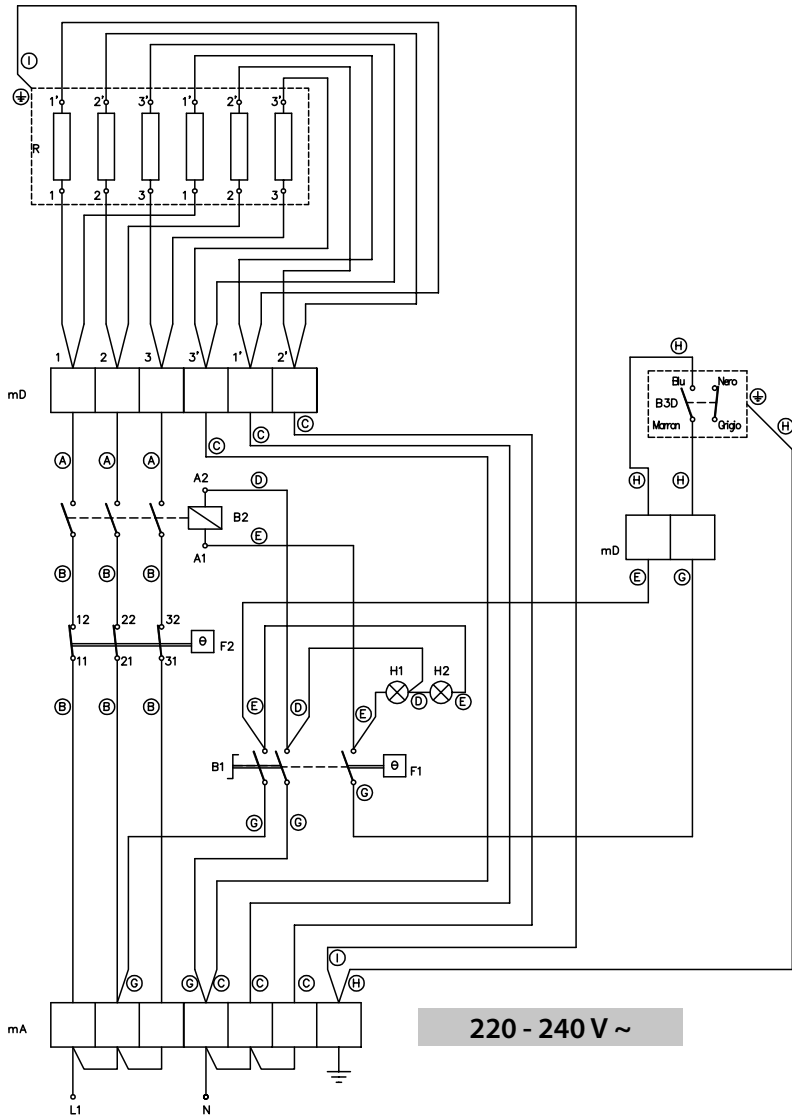 I
1' 2' 3' 1' 2' 3'
R
1 2 3 1 2 3
1 2 3 3' 1' 2'
mD
H
Blu Nero
B3D
Marron Grigio
H
C C C
A A A
A2 D
H H
B2
E
A1
mD
B B B
E G
12 22 32
F2
11 21 31
H1 H2
B B B
E D E D E
B1 F1
G
G G
I
G G C C C H
mA
220 - 240 V ~
L1 N